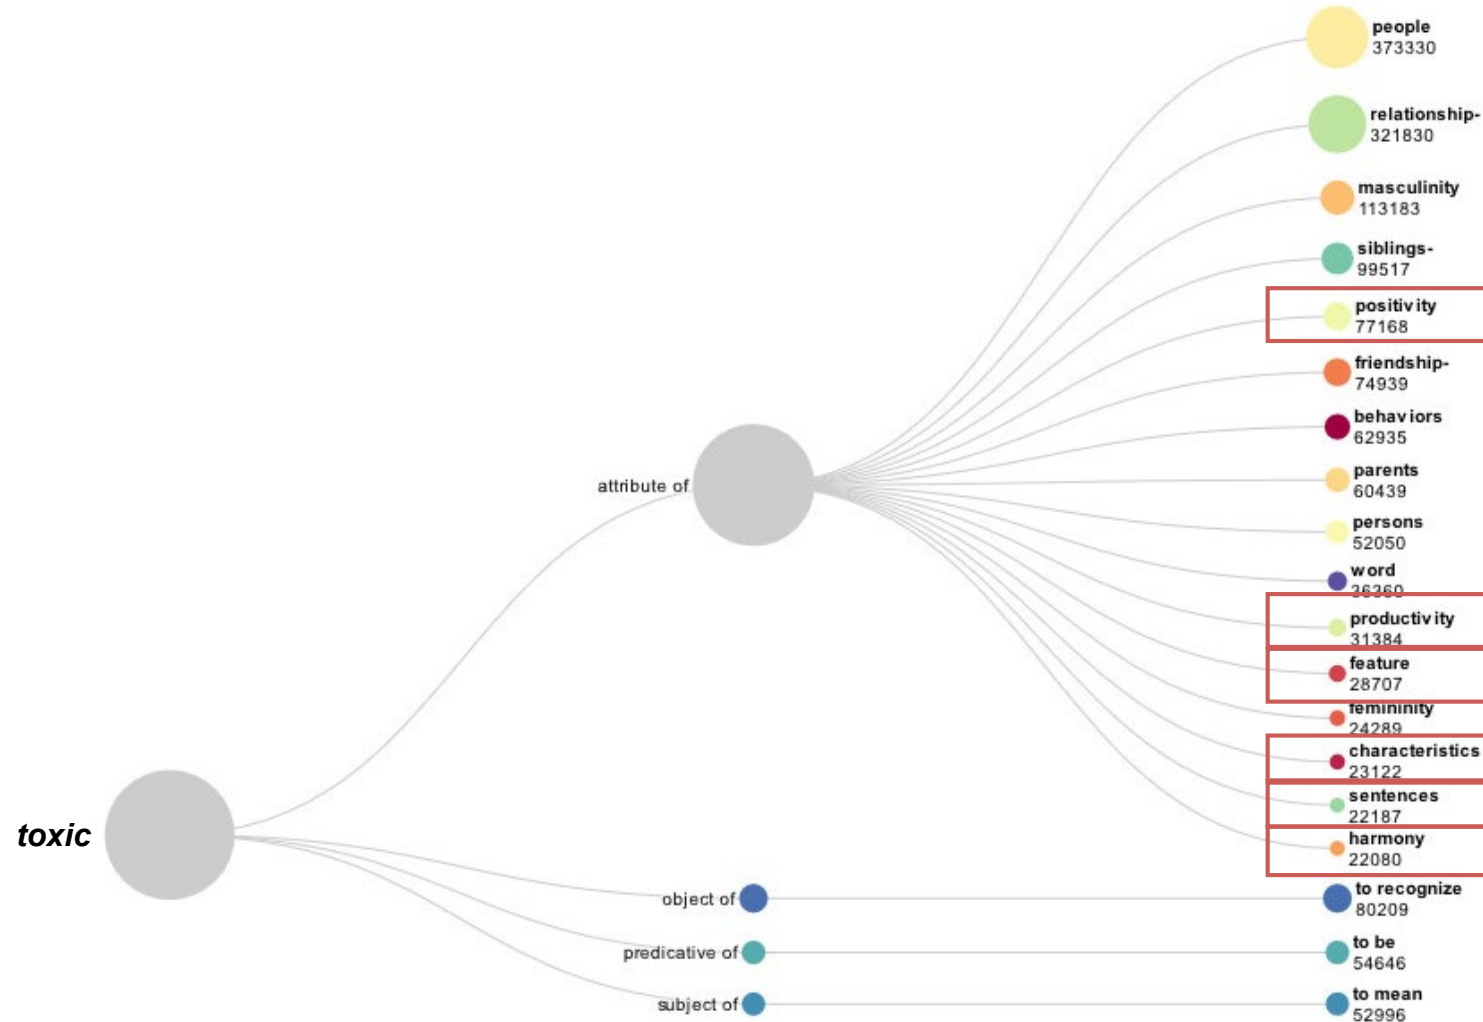 people
373330
relationship-
321830
masculinity
113183
siblings-
99517
positivity
77168
friendship-
74939
behaviors
62935
attribute of
parents
60439
persons
52050
word
36360
productivity
31384
feature
28707
femininity
24289
characteristics
23122
sentences
22187
toxic
harmony
22080
object of
to recognize
80209
predicative of
to be
54646
subject of
to mean
52996